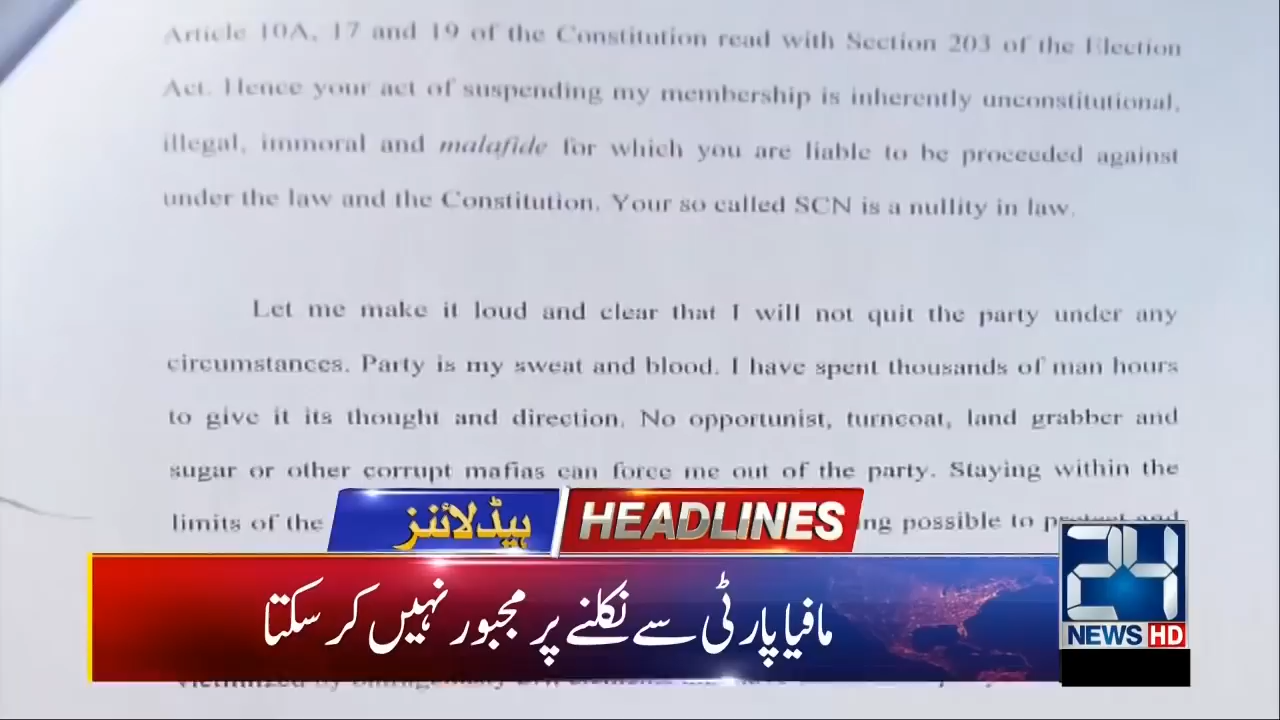 Article 10A, 17 and 19 of the Constitution read with Section 203 of the Election
Act. Hence your act of suspending my membership is inherently unconstitutional,
illegal, immoral and malafide for which you are liable to be proceeded against
under the law and the Constitution. Your so called SCN is a nullity in law.
Let me make it loud and clear that I will not quit the party under any
circumstances. Party is my sweat and blood. I have spent thousands of man hours
to give it its thought and direction. No opportunist, turncoat, land grabber and
sugar or other corrupt mafias can force me out of the party. Staying within the
limits of the ing possible to protect and
ہیڈلائنز HEADLINES
مافیا پارٹی سے نکلنے پر مجبور نہیں کر سکتا
24
NEWS HD